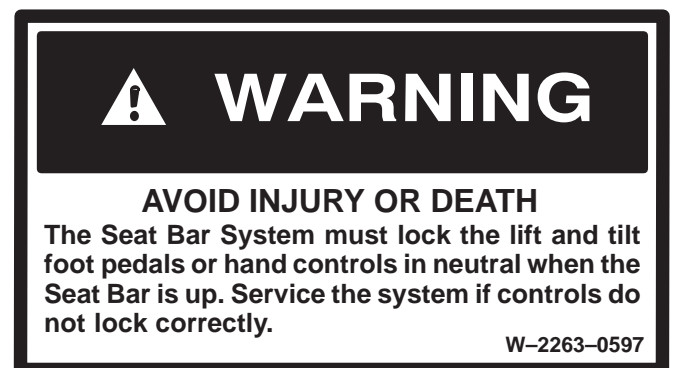 WARNING
AVOID INJURY OR DEATH
The Seat Bar System must lock the lift and tilt
foot pedals or hand controls in neutral when the
Seat Bar is up. Service the system if controls do
not lock correctly.
W–2263–0597